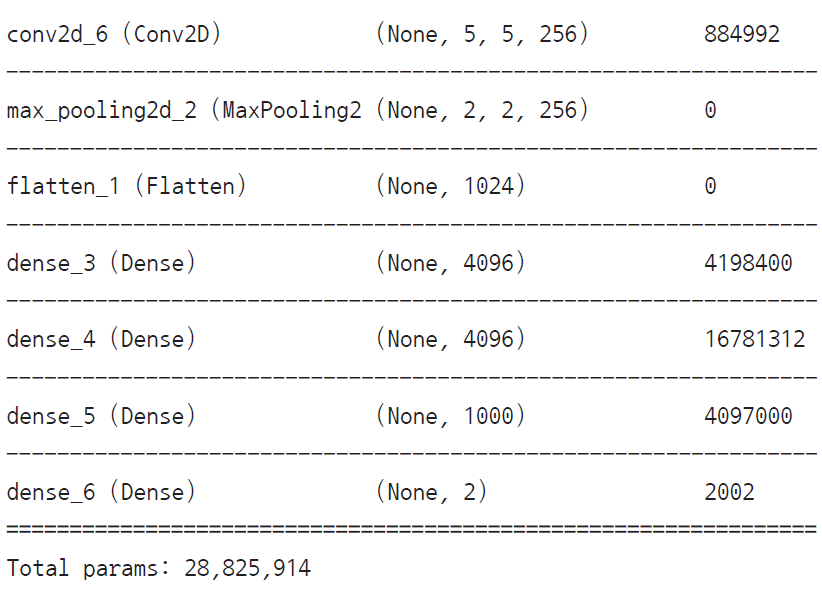 conv2d_6 (Conv2D) (None, 5, 5, 256) 884992
_________________________________________________________________
max_pooling2d_2 (MaxPooling2 (None, 2, 2, 256) 0
_________________________________________________________________
flatten_1 (Flatten) (None, 1024) 0
_________________________________________________________________
dense_3 (Dense) (None, 4096) 4198400
_________________________________________________________________
dense_4 (Dense) (None, 4096) 16781312
_________________________________________________________________
dense_5 (Dense) (None, 1000) 4097000
_________________________________________________________________
dense_6 (Dense) (None, 2) 2002
=================================================================
Total params: 28,825,914